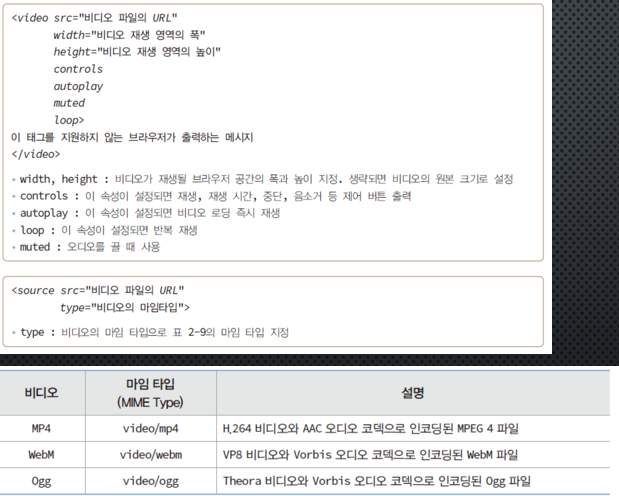 <video src="비디오 파일의 URL"
width="비디오 재생 영역의 폭"
height="비디오 재생 영역의 높이"
controls
autoplay
muted
loop>
이 태그를 지원하지 않는 브라우저가 출력하는 메시지
</video>
• width, height : 비디오가 재생될 브라우저 공간의 폭과 높이 지정. 생략되면 비디오의 원본 크기로 설정
• controls : 이 속성이 설정되면 재생, 재생 시간, 중단, 음소거 등 제어 버튼 출력
• autoplay : 이 속성이 설정되면 비디오 로딩 즉시 재생
• loop : 이 속성이 설정되면 반복 재생
• muted : 오디오를 끌 때 사용
<source src="비디오 파일의 URL"
type="비디오의 마임타입">
• type : 비디오의 마임 타입으로 표 2-9의 마임 타입 지정
비디오 마임 타입 (MIME Type) 설명
MP4 video/mp4 H.264 비디오와 AAC 오디오 코덱으로 인코딩된 MPEG 4 파일
WebM video/webm VP8 비디오와 Vorbis 오디오 코덱으로 인코딩된 WebM 파일
Ogg video/ogg Theora 비디오와 Vorbis 오디오 코덱으로 인코딩된 Ogg 파일